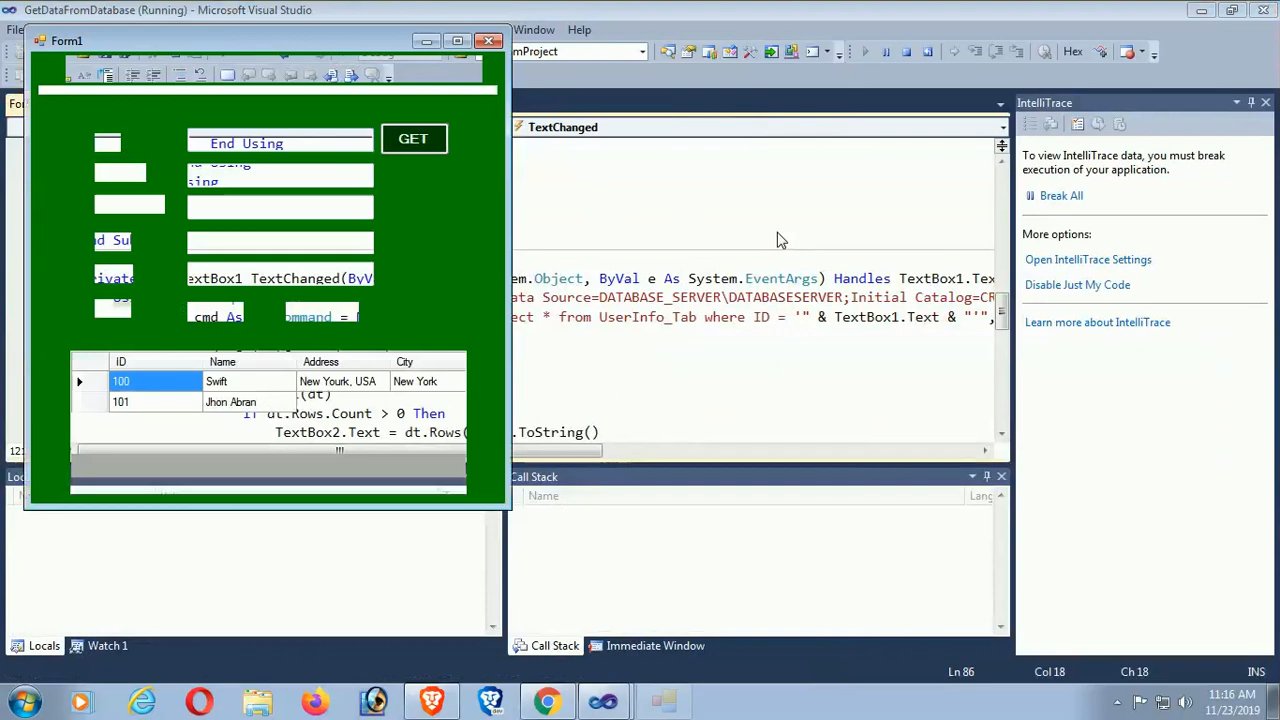 GetDataFromDatabase (Running) - Microsoft Visual Studio
File
Window Help
Form1
mProject
Hex
TextChanged
IntelliTrace
GET
End Using
To view IntelliTrace data, you must break
execution of your application.
Break All
More options:
Open IntelliTrace Settings
Disable Just My Code
Learn more about IntelliTrace
em.Object, ByVal e As System.EventArgs) Handles TextBox1.Tex
ata Source=DATABASE_SERVER\DATABASESERVER;Initial Catalog=CR
ect * from UserInfo_Tab where ID = '" & TextBox1.Text & "'",
extBox1 TextChanged(ByV
cmd As
ommand =
ID Name Address City
100 Swift New Yourk, USA New York
101 Jhon Abran
(dt)
If dt.Rows.Count > 0 Then
TextBox2.Text = dt.Rows(
.ToString()
121
Call Stack
Name
Lang
Locals Watch 1
Call Stack Immediate Window
Ln 86 Col 18 Ch 18 INS
11:16 AM
11/23/2019